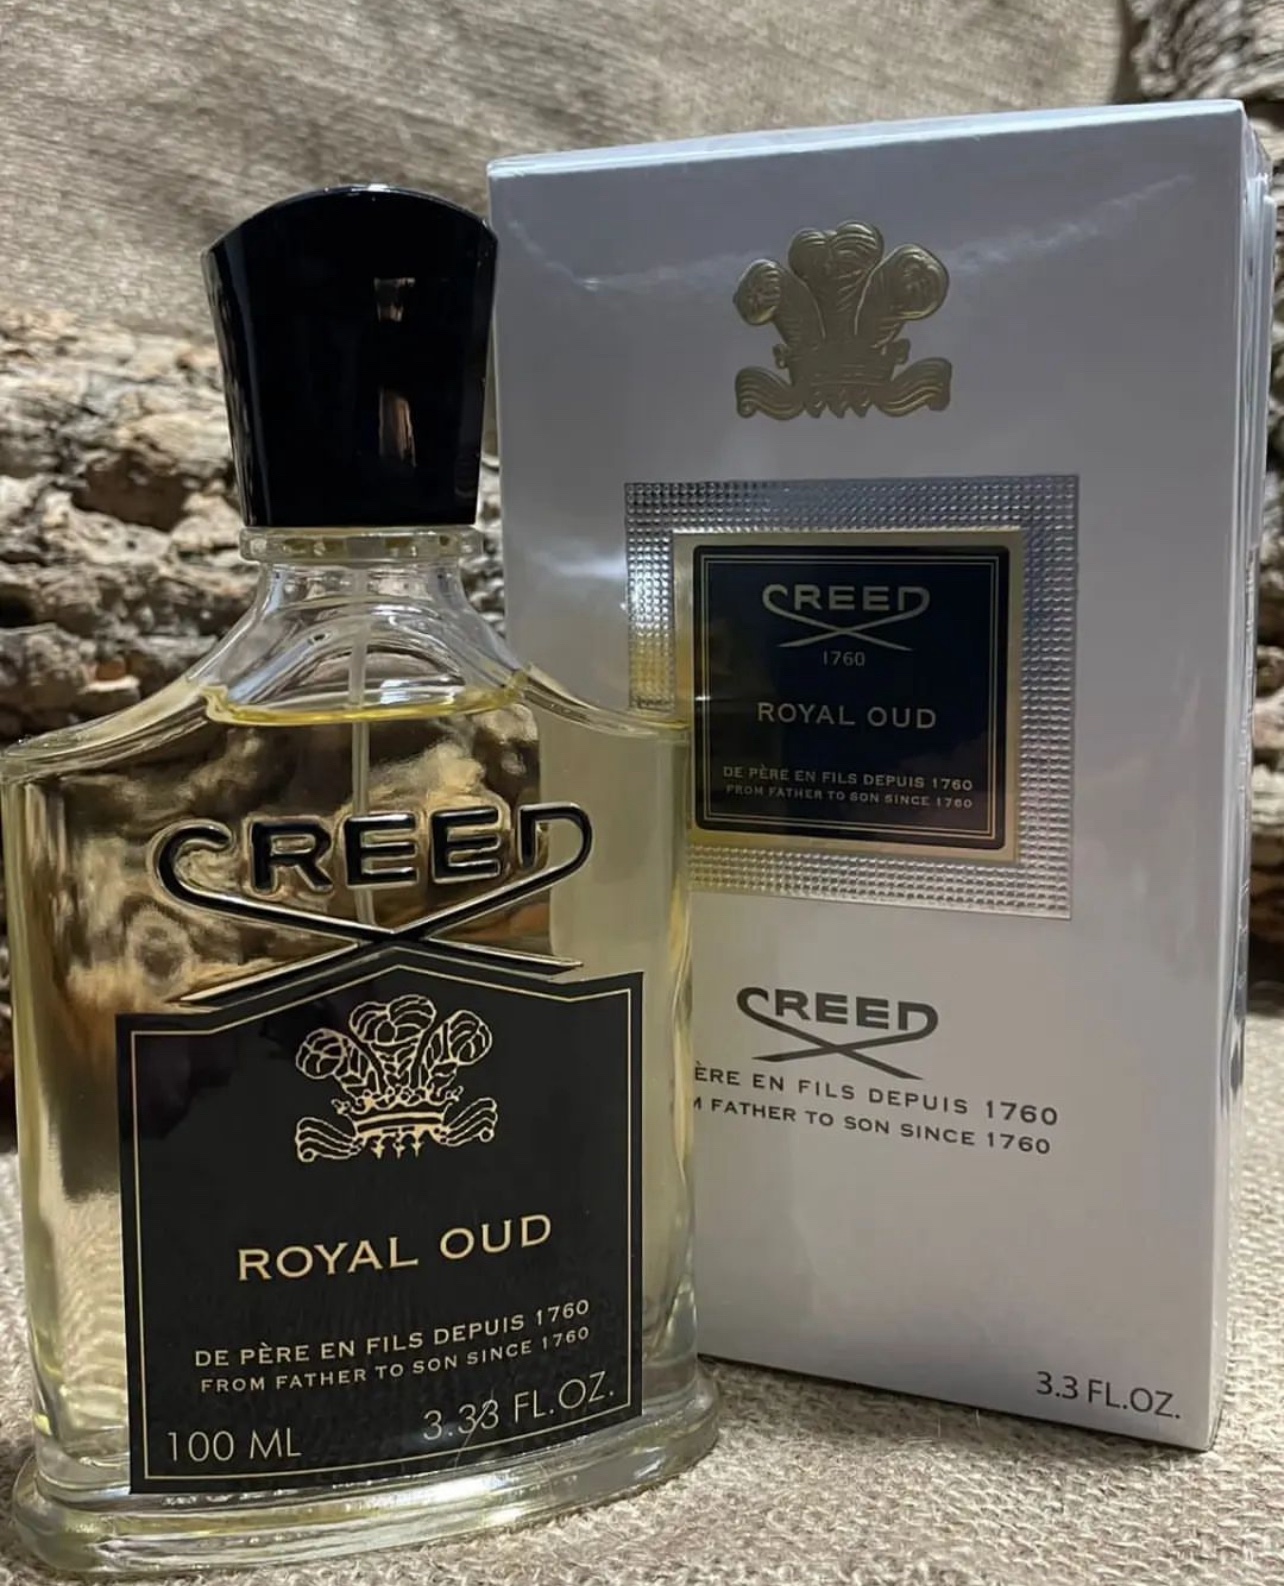 CREED
ROYAL OUD
DE PÈRE EN FILS DEPUIS 1760
FROM FATHER TO SON SINCE 1760
100 ML
3.33 FL.OZ.
CREED
1760
ROYAL OUD
DE PÈRE EN FILS DEPUIS 1760
FROM FATHER TO SON SINCE 1760
CREED
EN FILS DEPUIS 1760
FATHER TO SON SINCE 1760
3.3 FL.OZ.